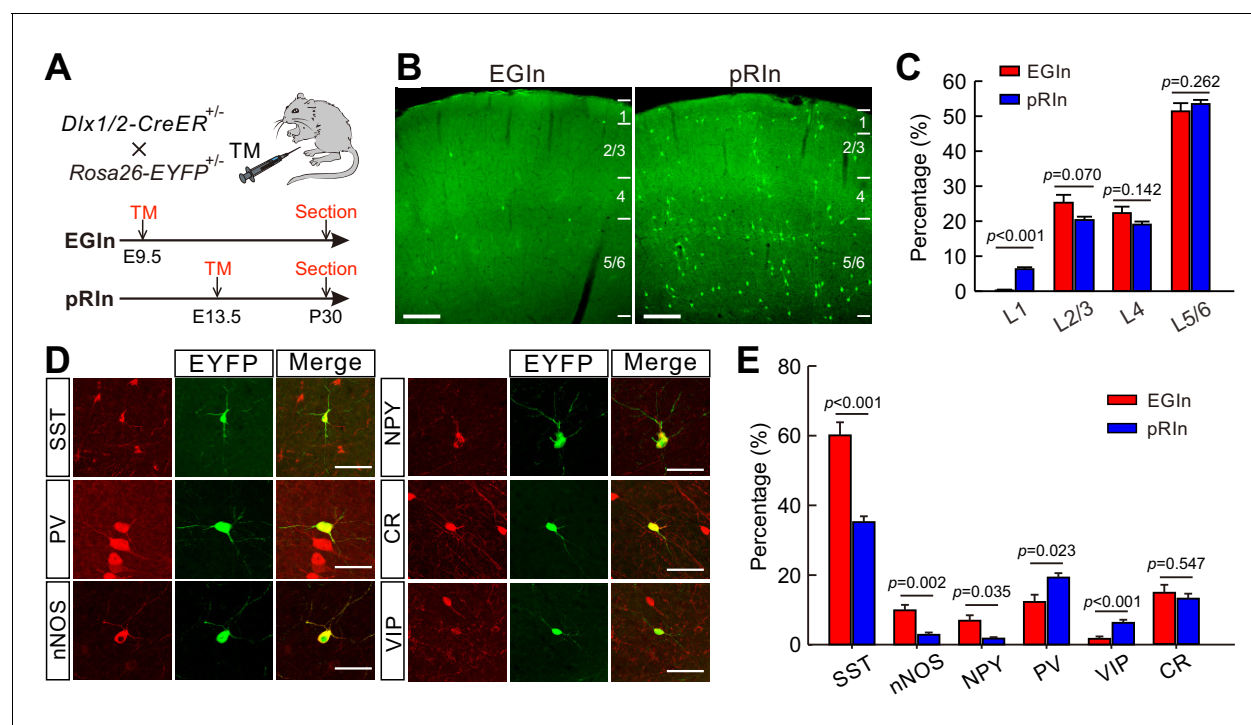 A
Dlx1/2-CreER+/-
×
Rosa26-EYFP+/-
TM
TM
Section
EGIn
E9.5
TM
Section
pRIn
E13.5
P30
B
EGIn
pRIn
1
2/3
4
5/6
1
2/3
4
5/6
C
EGIn
pRIn
Percentage (%)
60
50
40
30
20
10
0
p<0.001
p=0.070
p=0.142
p=0.262
L1
L2/3
L4
L5/6
D
EYFP
Merge
EYFP
Merge
SST
NPY
PV
CR
nNOS
VIP
E
EGIn
pRIn
Percentage (%)
80
60
40
20
0
p<0.001
p=0.002
p=0.035
p=0.023
p<0.001
p=0.547
SST
nNOS
NPY
PV
VIP
CR